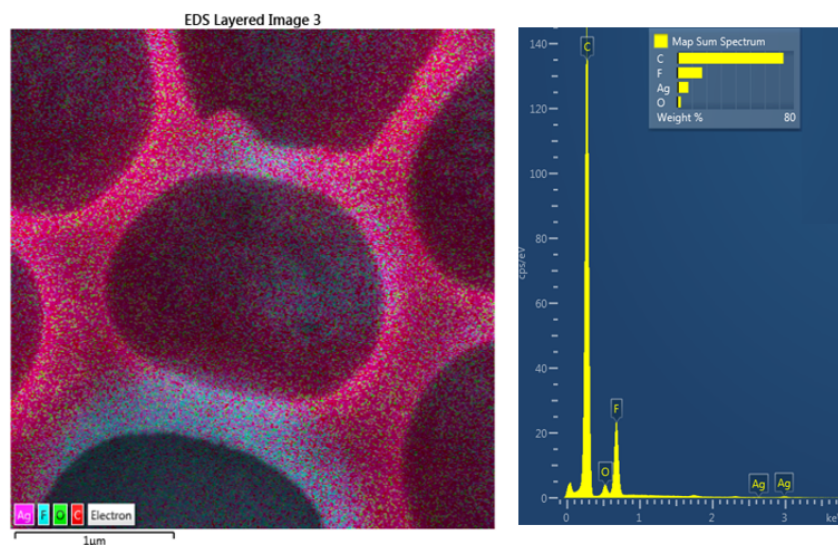 EDS Layered Image 3
Ag F O C Electron
1µm
Map Sum Spectrum
C
F
Ag
O
Weight % 80
cps/eV
140
120
100
80
60
40
20
0
C
F
O
Ag Ag
0 1 2 3 ke